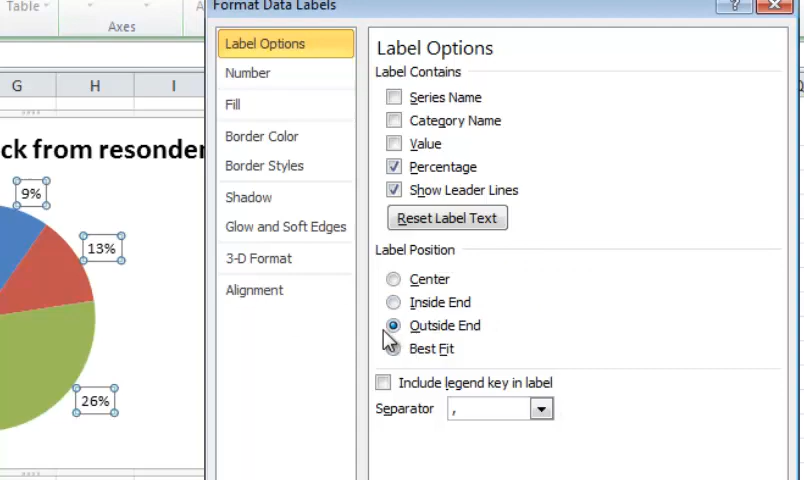 Table
Axes
Format Data Labels
?
G H I
ck from resonder
9%
13%
26%
Label Options
Number
Fill
Border Color
Border Styles
Shadow
Glow and Soft Edges
3-D Format
Alignment
Label Options
Label Contains
Series Name
Category Name
Value
Percentage
Show Leader Lines
Reset Label Text
Label Position
Center
Inside End
Outside End
Best Fit
Include legend key in label
Separator ,